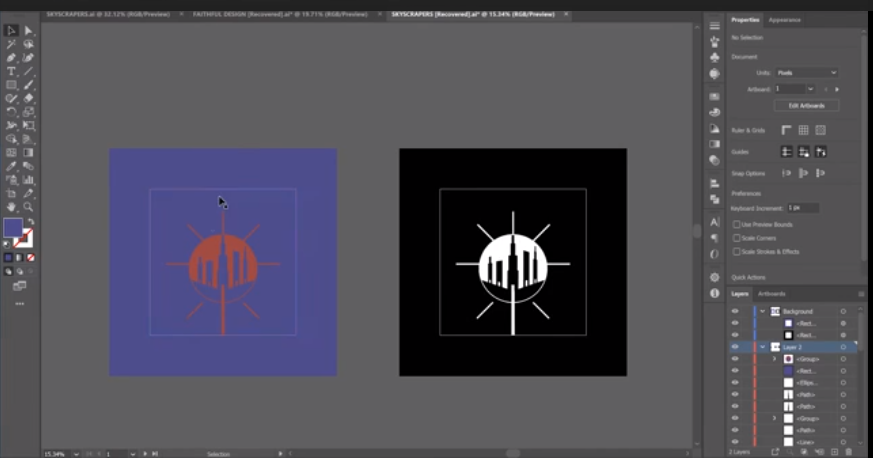 SKYSCRAPERS.ai @ 32.12% (RGB/Preview) × FAITHFUL DESIGN [Recovered].ai* @ 19.71% (RGB/Preview) × SKYSCRAPERS [Recovered].ai* @ 15.34% (RGB/Preview) ×
Properties Appearance
No Selection
Document
Units: Pixels
Artboard: 1
Edit Artboards
Ruler & Grids
Guides
Snap Options
Preferences
Keyboard Increment: 1 px
Use Preview Bounds
Scale Corners
Scale Strokes & Effects
Quick Actions
Layers Artboards
Background
<Rect...
<Rect...
Layer 2
<Group>
<Rect...
<Ellips...
<Path>
<Path>
<Group>
<Path>
<Line>
15.34% 1 Selection
2 Layers